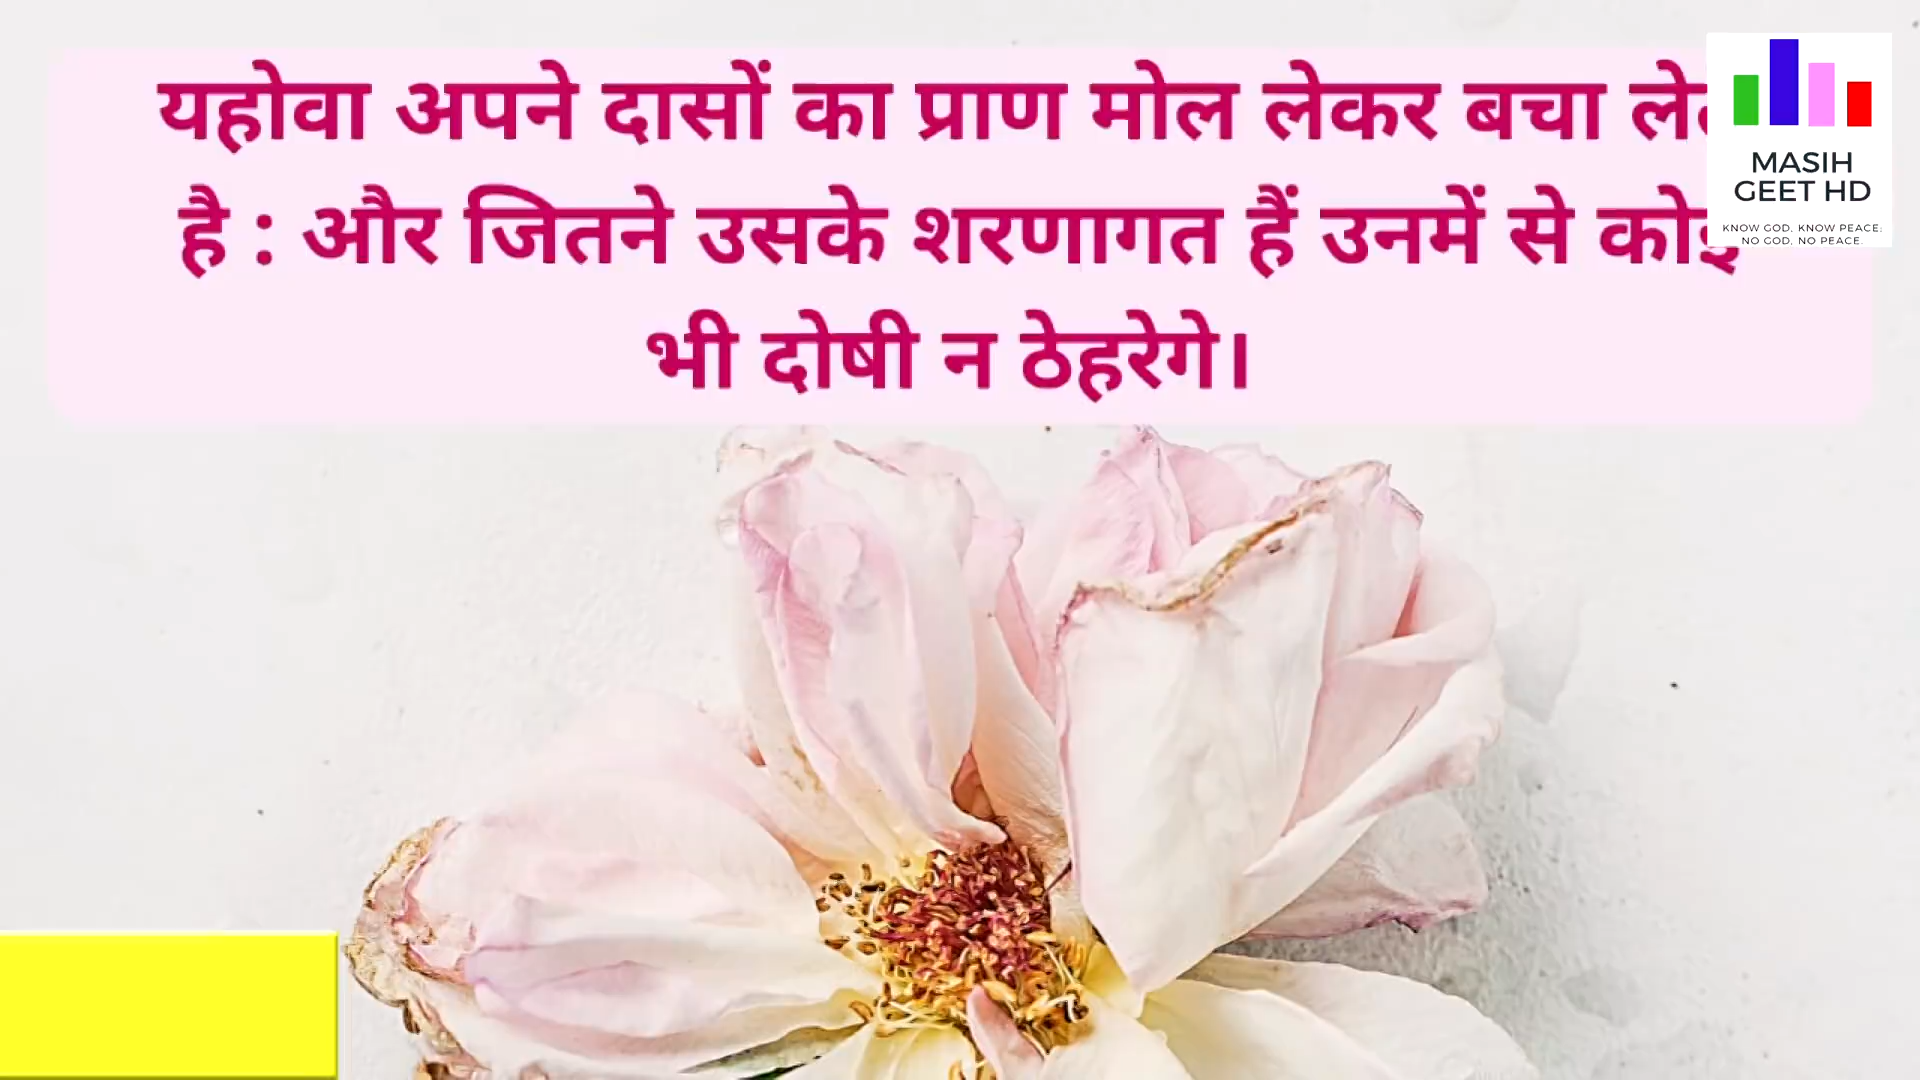 यहोवा अपने दासों का प्राण मोल लेकर बचा
है : और जितने उसके शरणागत हैं उनमें से
भी दोषी न ठेहरेगे।
MASIH
GEET HD
KNOW GOD, KNOW PEACE;
NO GOD, NO PEACE.